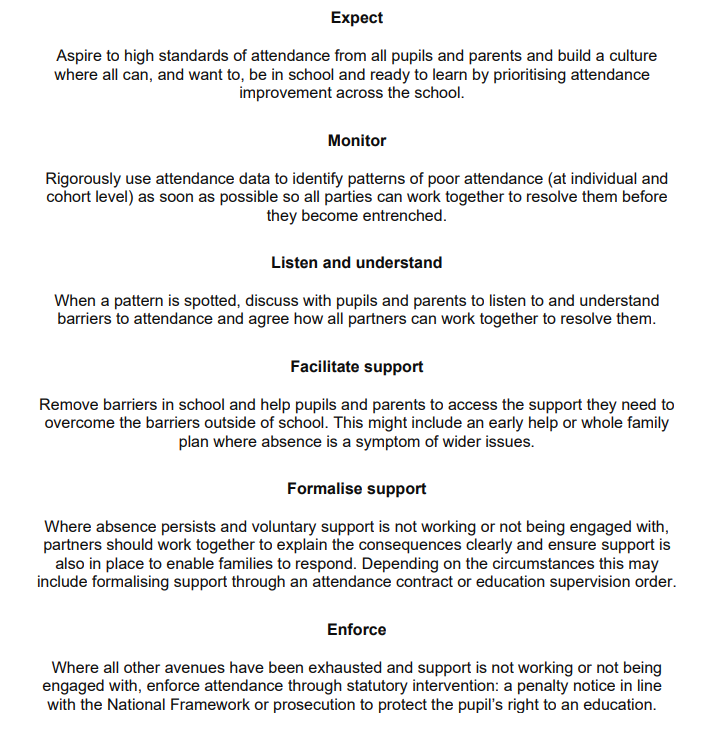 Expect
Aspire to high standards of attendance from all pupils and parents and build a culture
where all can, and want to, be in school and ready to learn by prioritising attendance
improvement across the school.
Monitor
Rigorously use attendance data to identify patterns of poor attendance (at individual and
cohort level) as soon as possible so all parties can work together to resolve them before
they become entrenched.
Listen and understand
When a pattern is spotted, discuss with pupils and parents to listen to and understand
barriers to attendance and agree how all partners can work together to resolve them.
Facilitate support
Remove barriers in school and help pupils and parents to access the support they need to
overcome the barriers outside of school. This might include an early help or whole family
plan where absence is a symptom of wider issues.
Formalise support
Where absence persists and voluntary support is not working or not being engaged with,
partners should work together to explain the consequences clearly and ensure support is
also in place to enable families to respond. Depending on the circumstances this may
include formalising support through an attendance contract or education supervision order.
Enforce
Where all other avenues have been exhausted and support is not working or not being
engaged with, enforce attendance through statutory intervention: a penalty notice in line
with the National Framework or prosecution to protect the pupil’s right to an education.